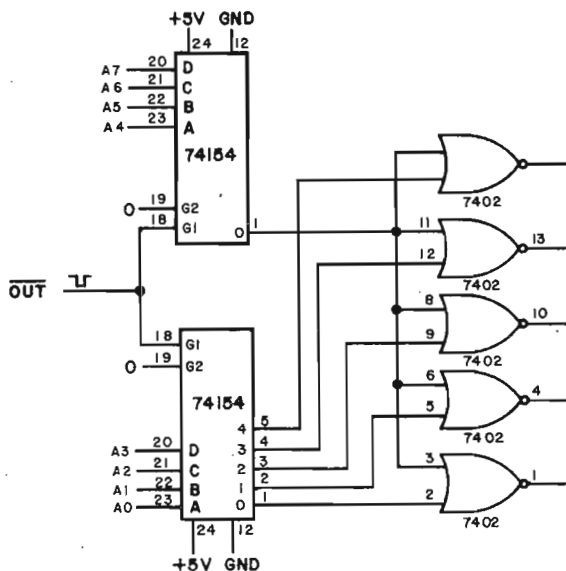 +5V GND
24 12
A7 20 D
A6 21 C
A5 22 B
A4 23 A
74154
0 19 G2
18 G1
0 1
7402
11
12
13
7402
OUT
8
9
10
7402
18 G1
0 19 G2
74154
6
5
4
7402
4 5
3 4
2 3
1 2
0 1
A3 20 D
A2 21 C
A1 22 B
A0 23 A
3
2
1
7402
24 12
+5V GND